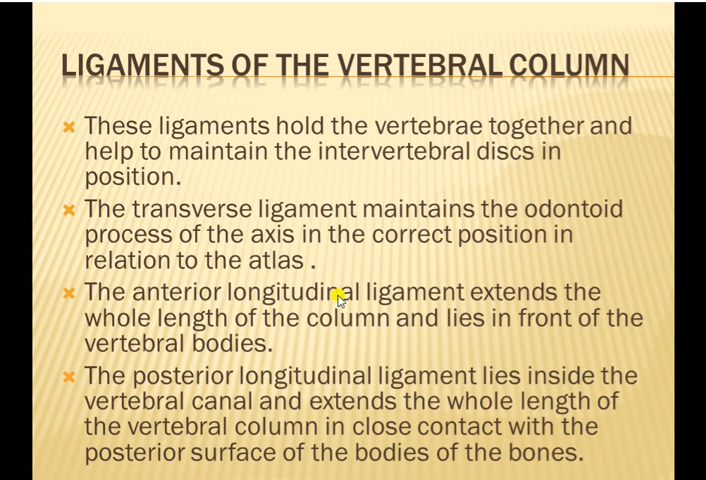 LIGAMENTS OF THE VERTEBRAL COLUMN
These ligaments hold the vertebrae together and
help to maintain the intervertebral discs in
position.
The transverse ligament maintains the odontoid
process of the axis in the correct position in
relation to the atlas .
The anterior longitudinal ligament extends the
whole length of the column and lies in front of the
vertebral bodies.
The posterior longitudinal ligament lies inside the
vertebral canal and extends the whole length of
the vertebral column in close contact with the
posterior surface of the bodies of the bones.